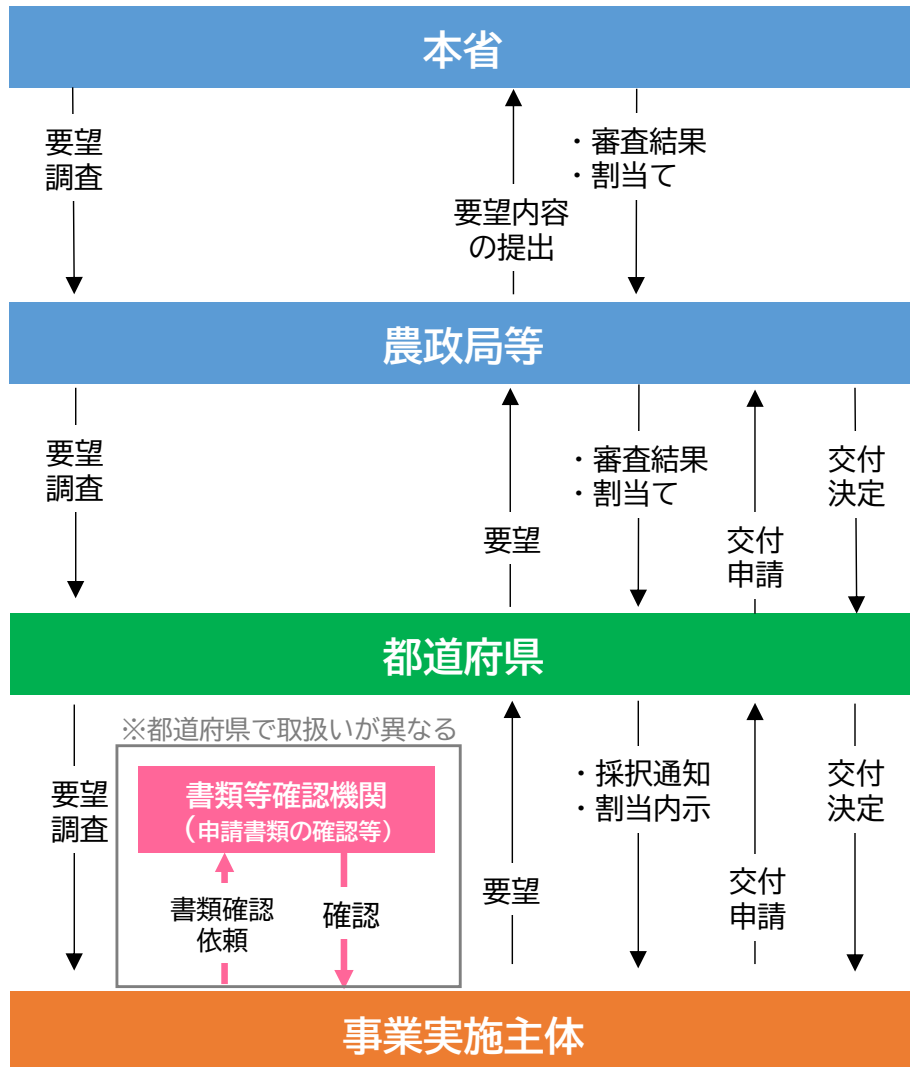 本省
要望
調査
要望内容
の提出
・審査結果
・割当て
農政局等
要望
調査
要望
・審査結果
・割当て
交付
申請
交付
決定
都道府県
要望
調査
※都道府県で取扱いが異なる
書類等確認機関
（申請書類の確認等）
書類確認
依頼
確認
要望
・採択通知
・割当内示
交付
申請
交付
決定
事業実施主体